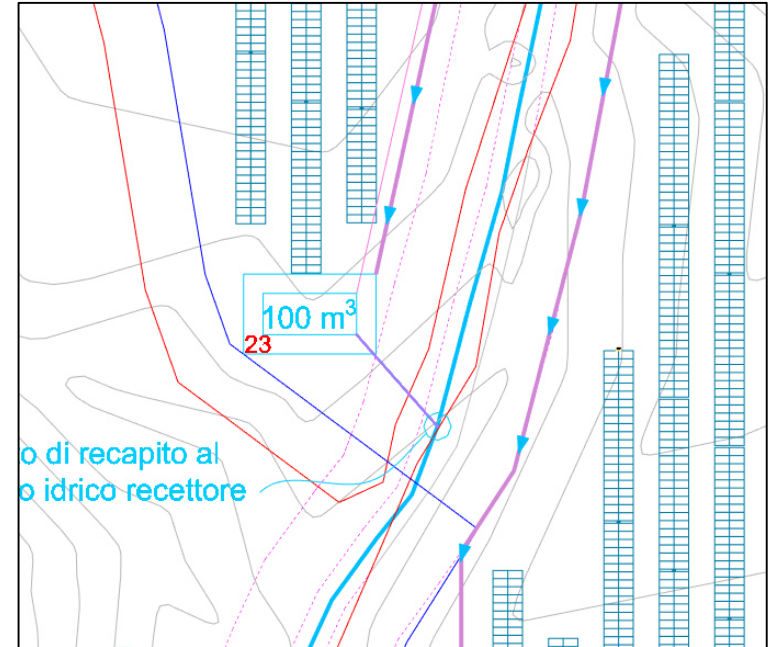 100 m³
23
o di recapito al
o idrico recettore